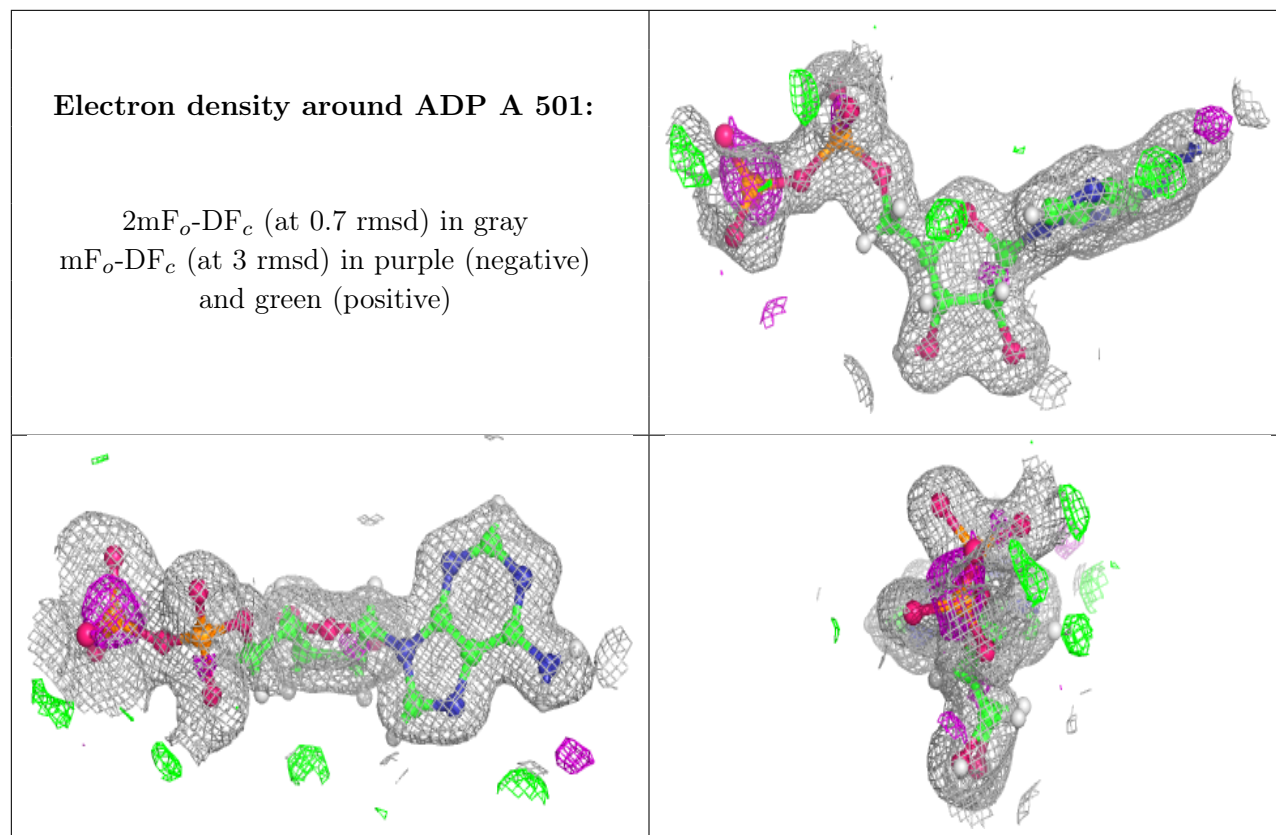 Electron density around ADP A 501:
2mFₒ-DF𝒸 (at 0.7 rmsd) in gray
mFₒ-DF𝒸 (at 3 rmsd) in purple (negative)
and green (positive)